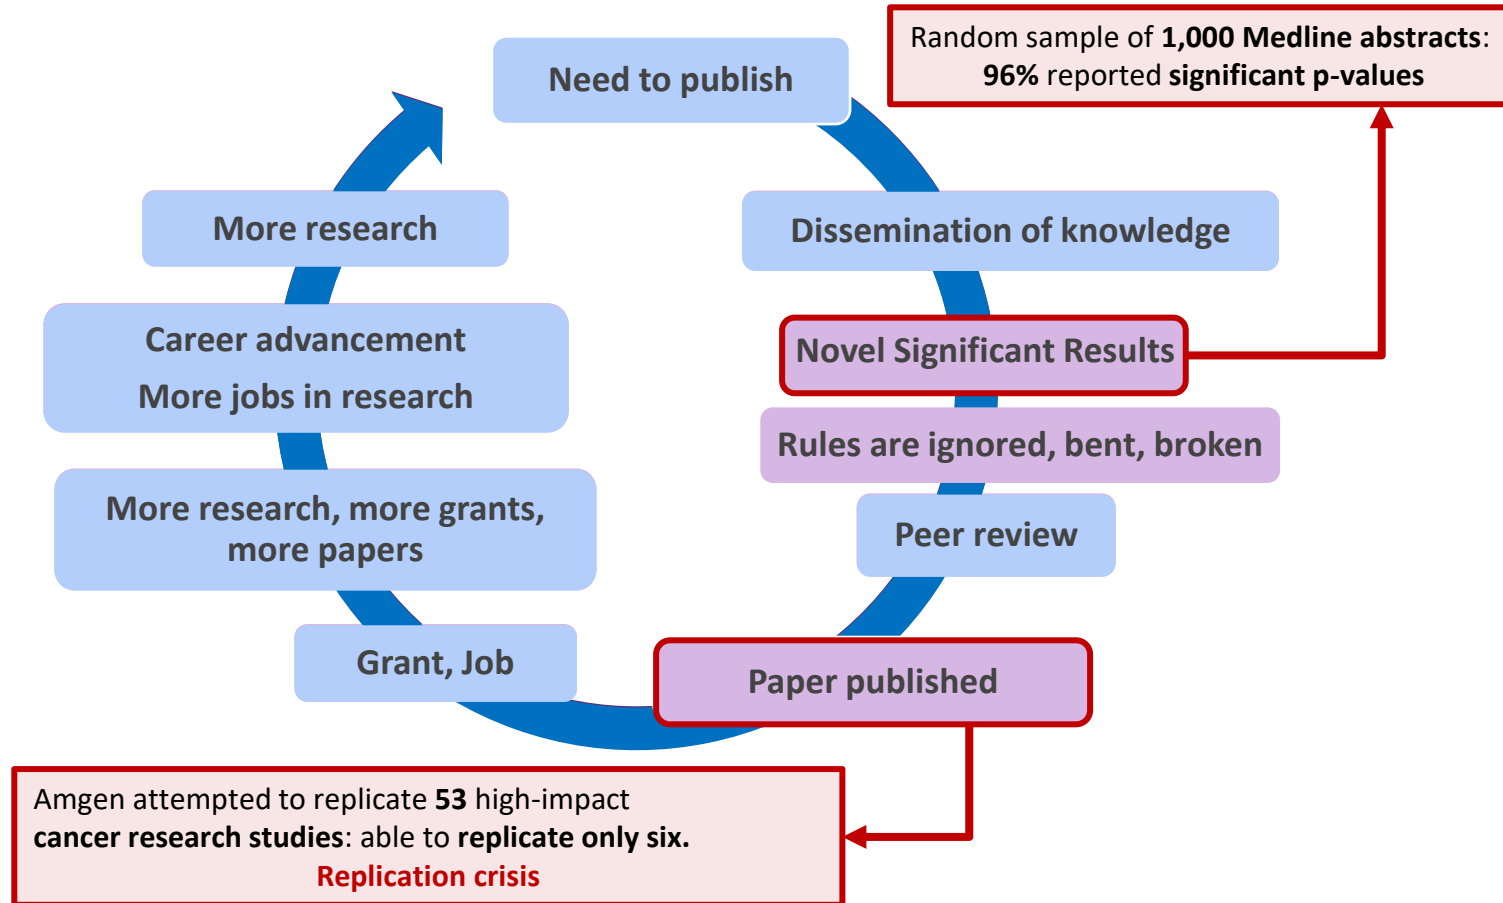 Random sample of 1,000 Medline abstracts:
96% reported significant p-values
Need to publish
Dissemination of knowledge
Novel Significant Results
Rules are ignored, bent, broken
Peer review
Paper published
Amgen attempted to replicate 53 high-impact
cancer research studies: able to replicate only six.
Replication crisis
Grant, Job
More research, more grants,
more papers
Career advancement
More jobs in research
More research